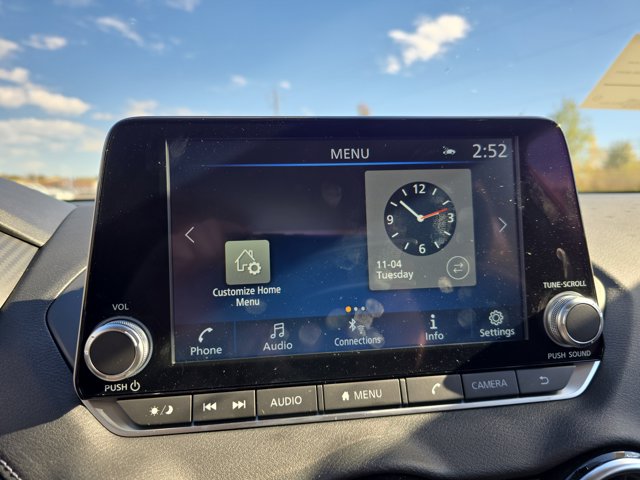 MENU
2:52
12
9 3
6
11-04
Tuesday
Customize Home
Menu
Phone
Audio
Connections
Info
Settings
VOL
PUSH
TUNE·SCROLL
PUSH SOUND
AUDIO
MENU
CAMERA